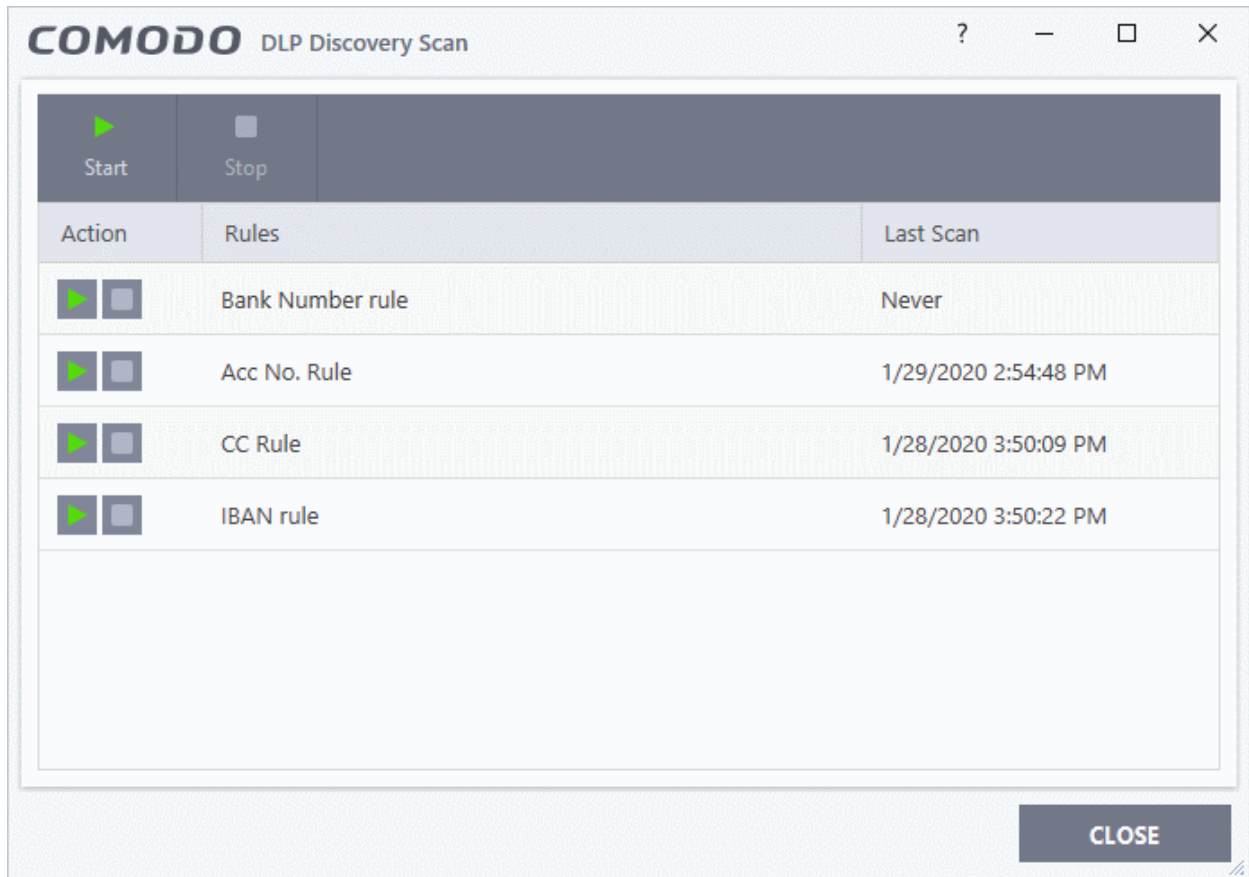 COMODO DLP Discovery Scan ?
Start Stop
Action Rules Last Scan
Bank Number rule Never
Acc No. Rule 1/29/2020 2:54:48 PM
CC Rule 1/28/2020 3:50:09 PM
IBAN rule 1/28/2020 3:50:22 PM
CLOSE